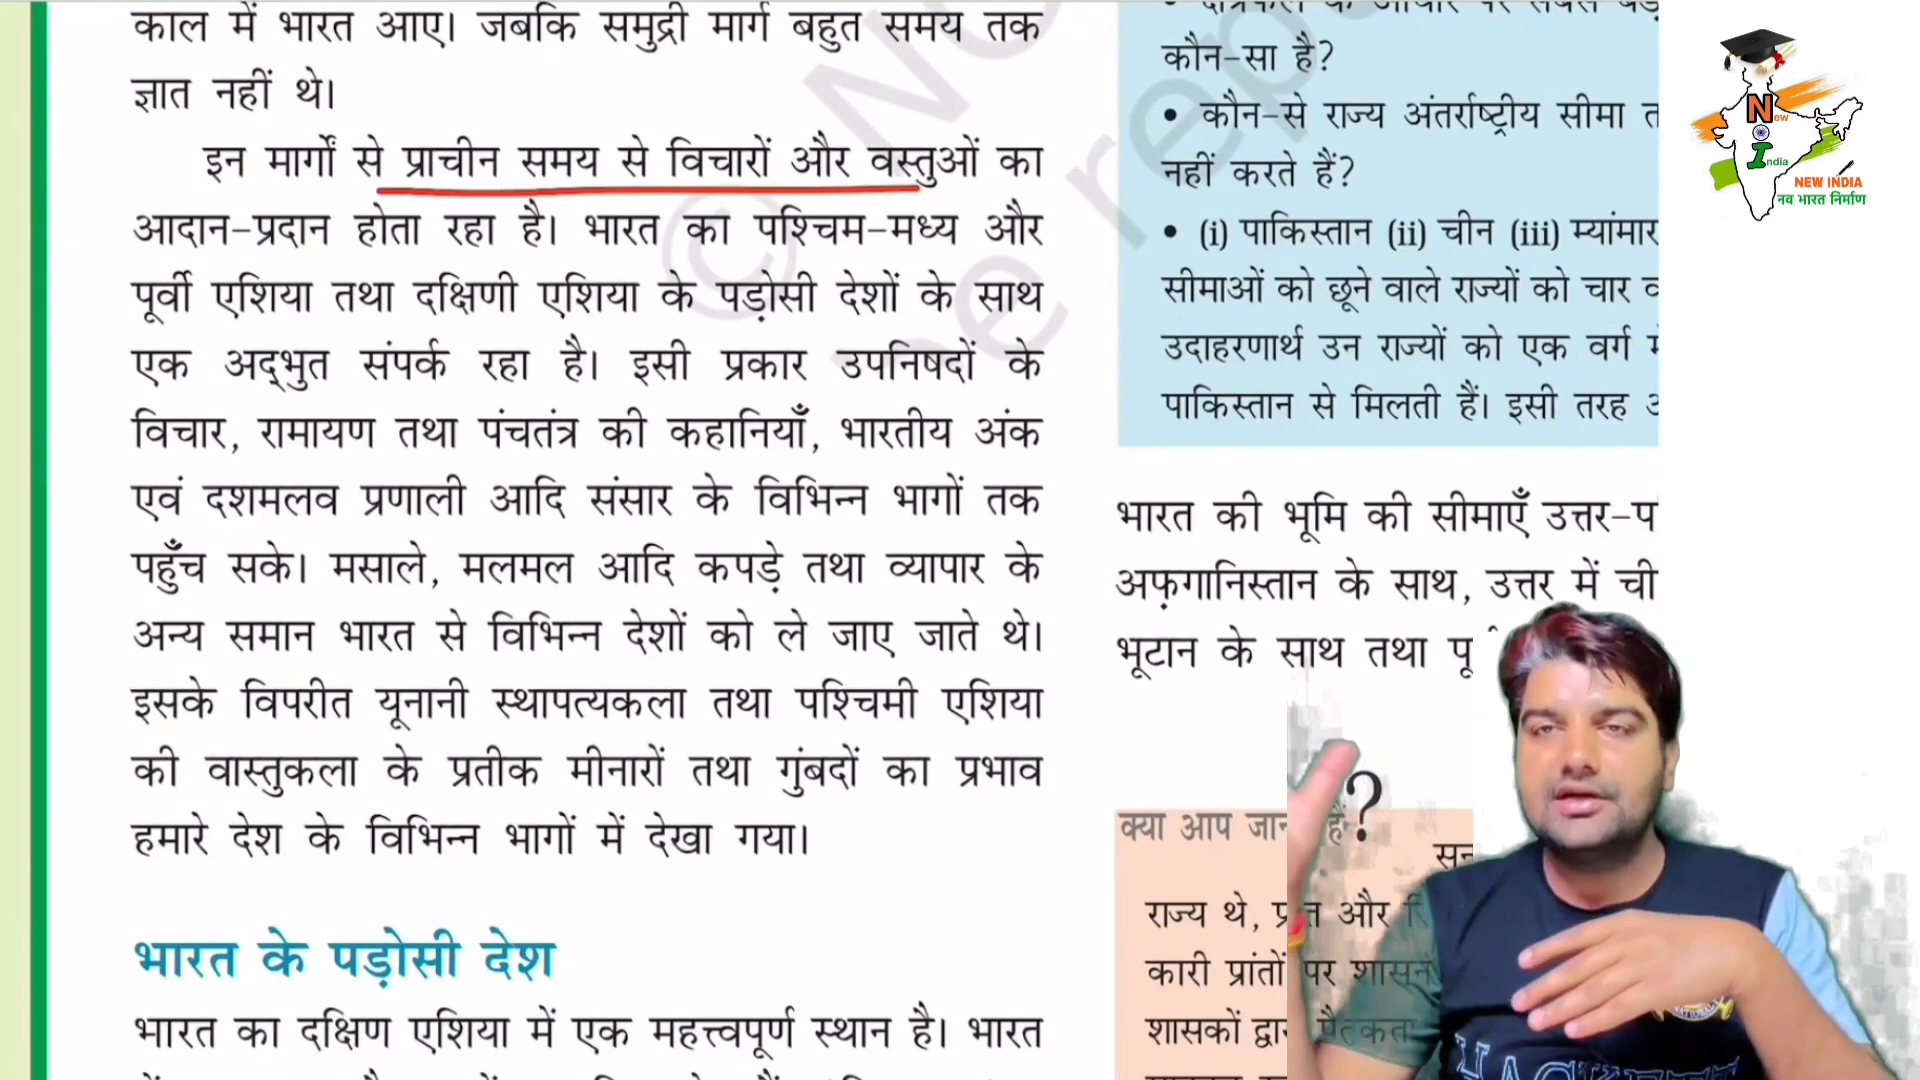 काल में भारत आए। जबकि समुद्री मार्ग बहुत समय तक
ज्ञात नहीं थे।
इन मार्गों से प्राचीन समय से विचारों और वस्तुओं का
आदान-प्रदान होता रहा है। भारत का पश्चिम-मध्य और
पूर्वी एशिया तथा दक्षिणी एशिया के पड़ोसी देशों के साथ
एक अद्भुत संपर्क रहा है। इसी प्रकार उपनिषदों के
विचार, रामायण तथा पंचतंत्र की कहानियाँ, भारतीय अंक
एवं दशमलव प्रणाली आदि संसार के विभिन्न भागों तक
पहुँच सके। मसाले, मलमल आदि कपड़े तथा व्यापार के
अन्य समान भारत से विभिन्न देशों को ले जाए जाते थे।
इसके विपरीत यूनानी स्थापत्यकला तथा पश्चिमी एशिया
की वास्तुकला के प्रतीक मीनारों तथा गुंबदों का प्रभाव
हमारे देश के विभिन्न भागों में देखा गया।
भारत के पड़ोसी देश
भारत का दक्षिण एशिया में एक महत्त्वपूर्ण स्थान है। भारत
कौन-सा है?
• कौन-से राज्य अंतर्राष्ट्रीय सीमा
नहीं करते हैं?
• (i) पाकिस्तान (ii) चीन (iii) म्यांमार
सीमाओं को छूने वाले राज्यों को चार
उदाहरणार्थ उन राज्यों को एक वर्ग
पाकिस्तान से मिलती हैं। इसी तरह
भारत की भूमि की सीमाएँ
अफ़गानिस्तान के साथ, उत्तर में
भूटान के साथ तथा
क्या आप
?
राज्य थे, और
कारी प्रांतों पर
शासकों
©
be rep
New
India
NEW INDIA
नव भारत निर्माण